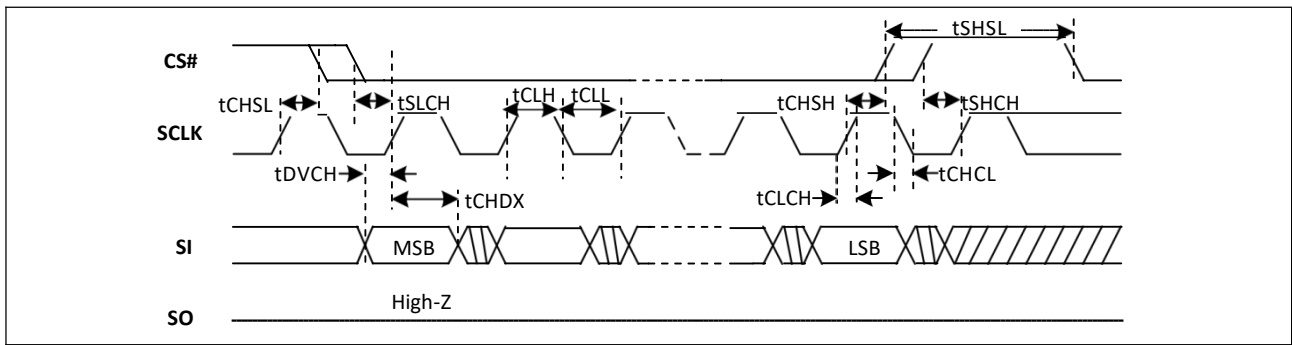 tSHSL
CS#
tCHSL
tSLCH
tCLH
tCLL
tCHSH
tSHCH
SCLK
tDVCH
tCHDX
tCLCH
tCHCL
SI
MSB
LSB
High-Z
SO